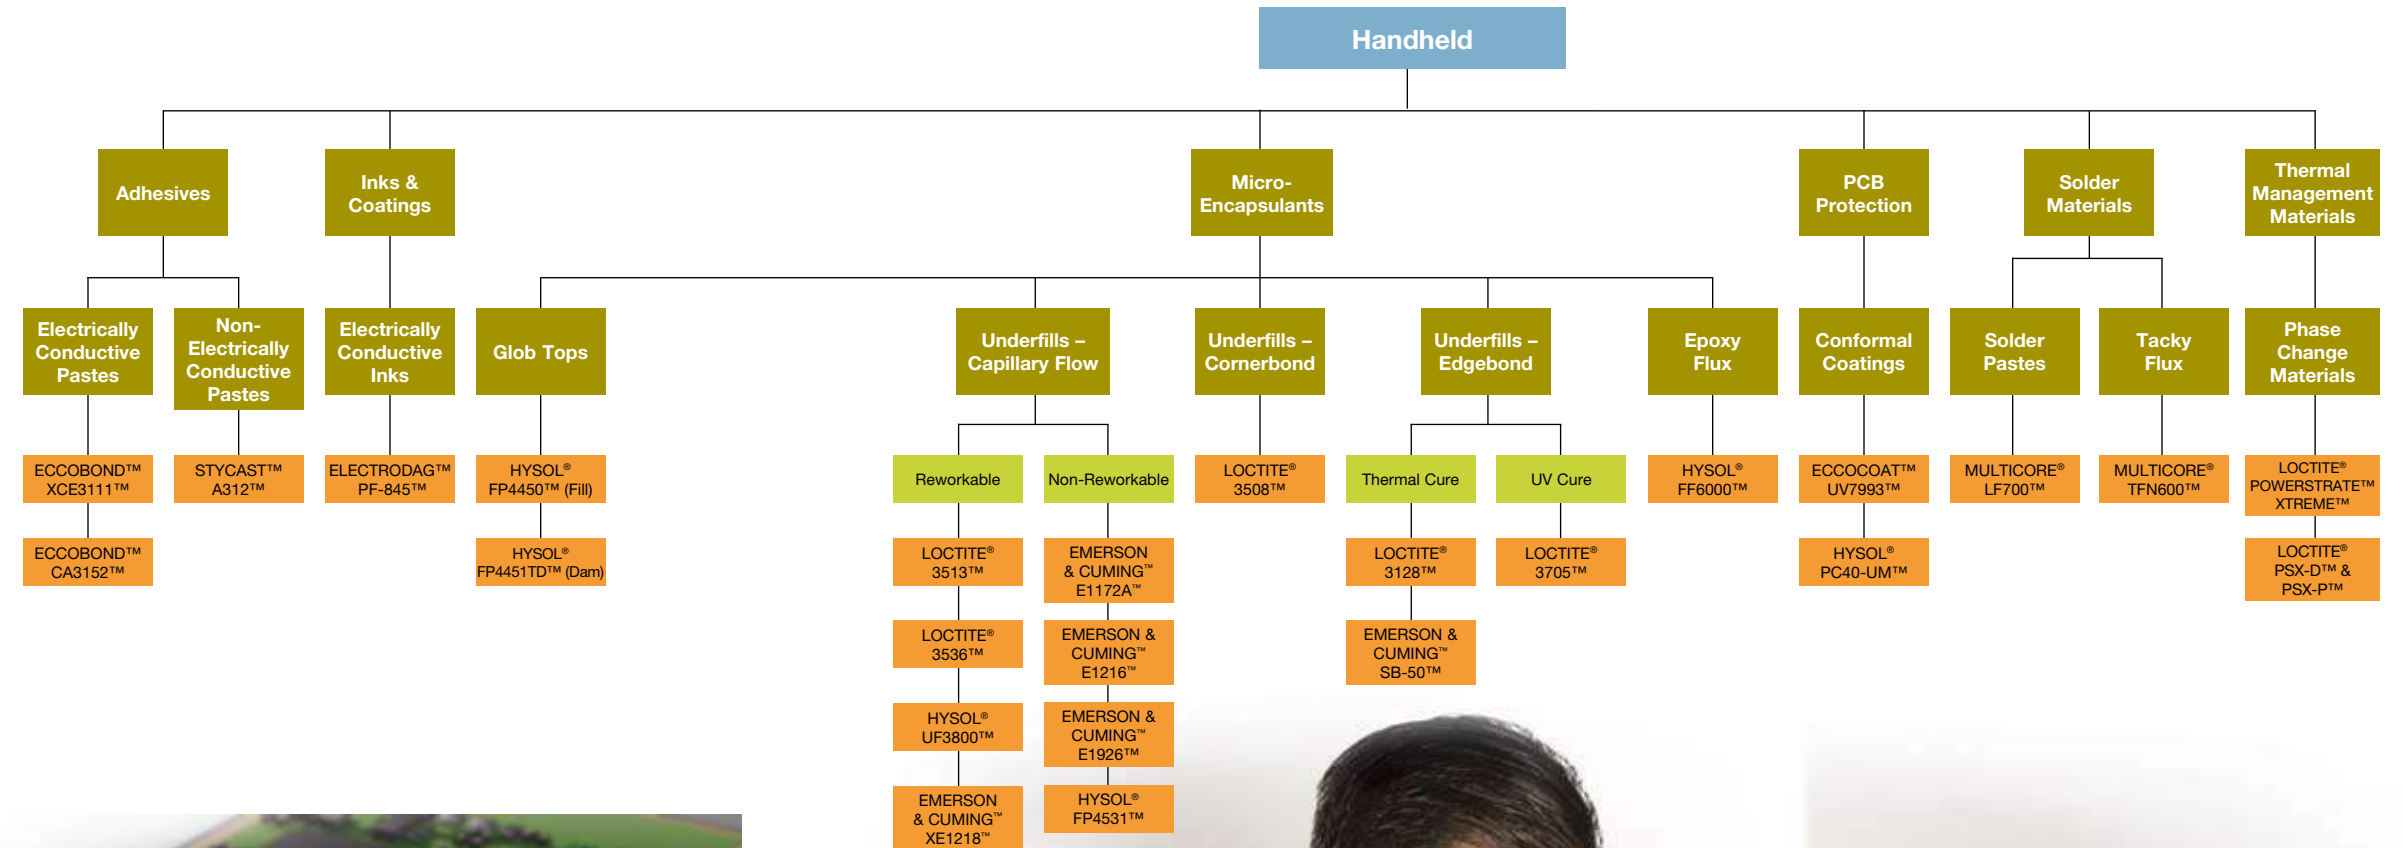 Handheld
Adhesives
Inks &
Coatings
Micro-
Encapsulants
PCB
Protection
Solder
Materials
Thermal
Management
Materials
Electrically
Conductive
Pastes
Non-
Electrically
Conductive
Pastes
Electrically
Conductive
Inks
Glob Tops
Underfills –
Capillary Flow
Underfills –
Cornerbond
Underfills –
Edgebond
Epoxy
Flux
Conformal
Coatings
Solder
Pastes
Tacky
Flux
Phase
Change
Materials
ECCOBOND™
XCE3111™
STYCAST™
A312™
ELECTRODAG™
PF-845™
HYSOL®
FP4450™ (Fill)
Reworkable
Non-Reworkable
LOCTITE®
3508™
Thermal Cure
UV Cure
HYSOL®
FF6000™
ECCOCOAT™
UV7993™
MULTICORE®
LF700™
MULTICORE®
TFN600™
LOCTITE®
POWERSTRATE™
XTREME™
ECCOBOND™
CA3152™
HYSOL®
FP4451TD™ (Dam)
LOCTITE®
3513™
EMERSON
& CUMING™
E1172A™
LOCTITE®
3128™
LOCTITE®
3705™
HYSOL®
PC40-UM™
LOCTITE®
PSX-D™ &
PSX-P™
LOCTITE®
3536™
EMERSON &
CUMING™
E1216™
EMERSON &
CUMING™
SB-50™
HYSOL®
UF3800™
EMERSON &
CUMING™
E1926™
EMERSON
& CUMING™
XE1218™
HYSOL®
FP4531™